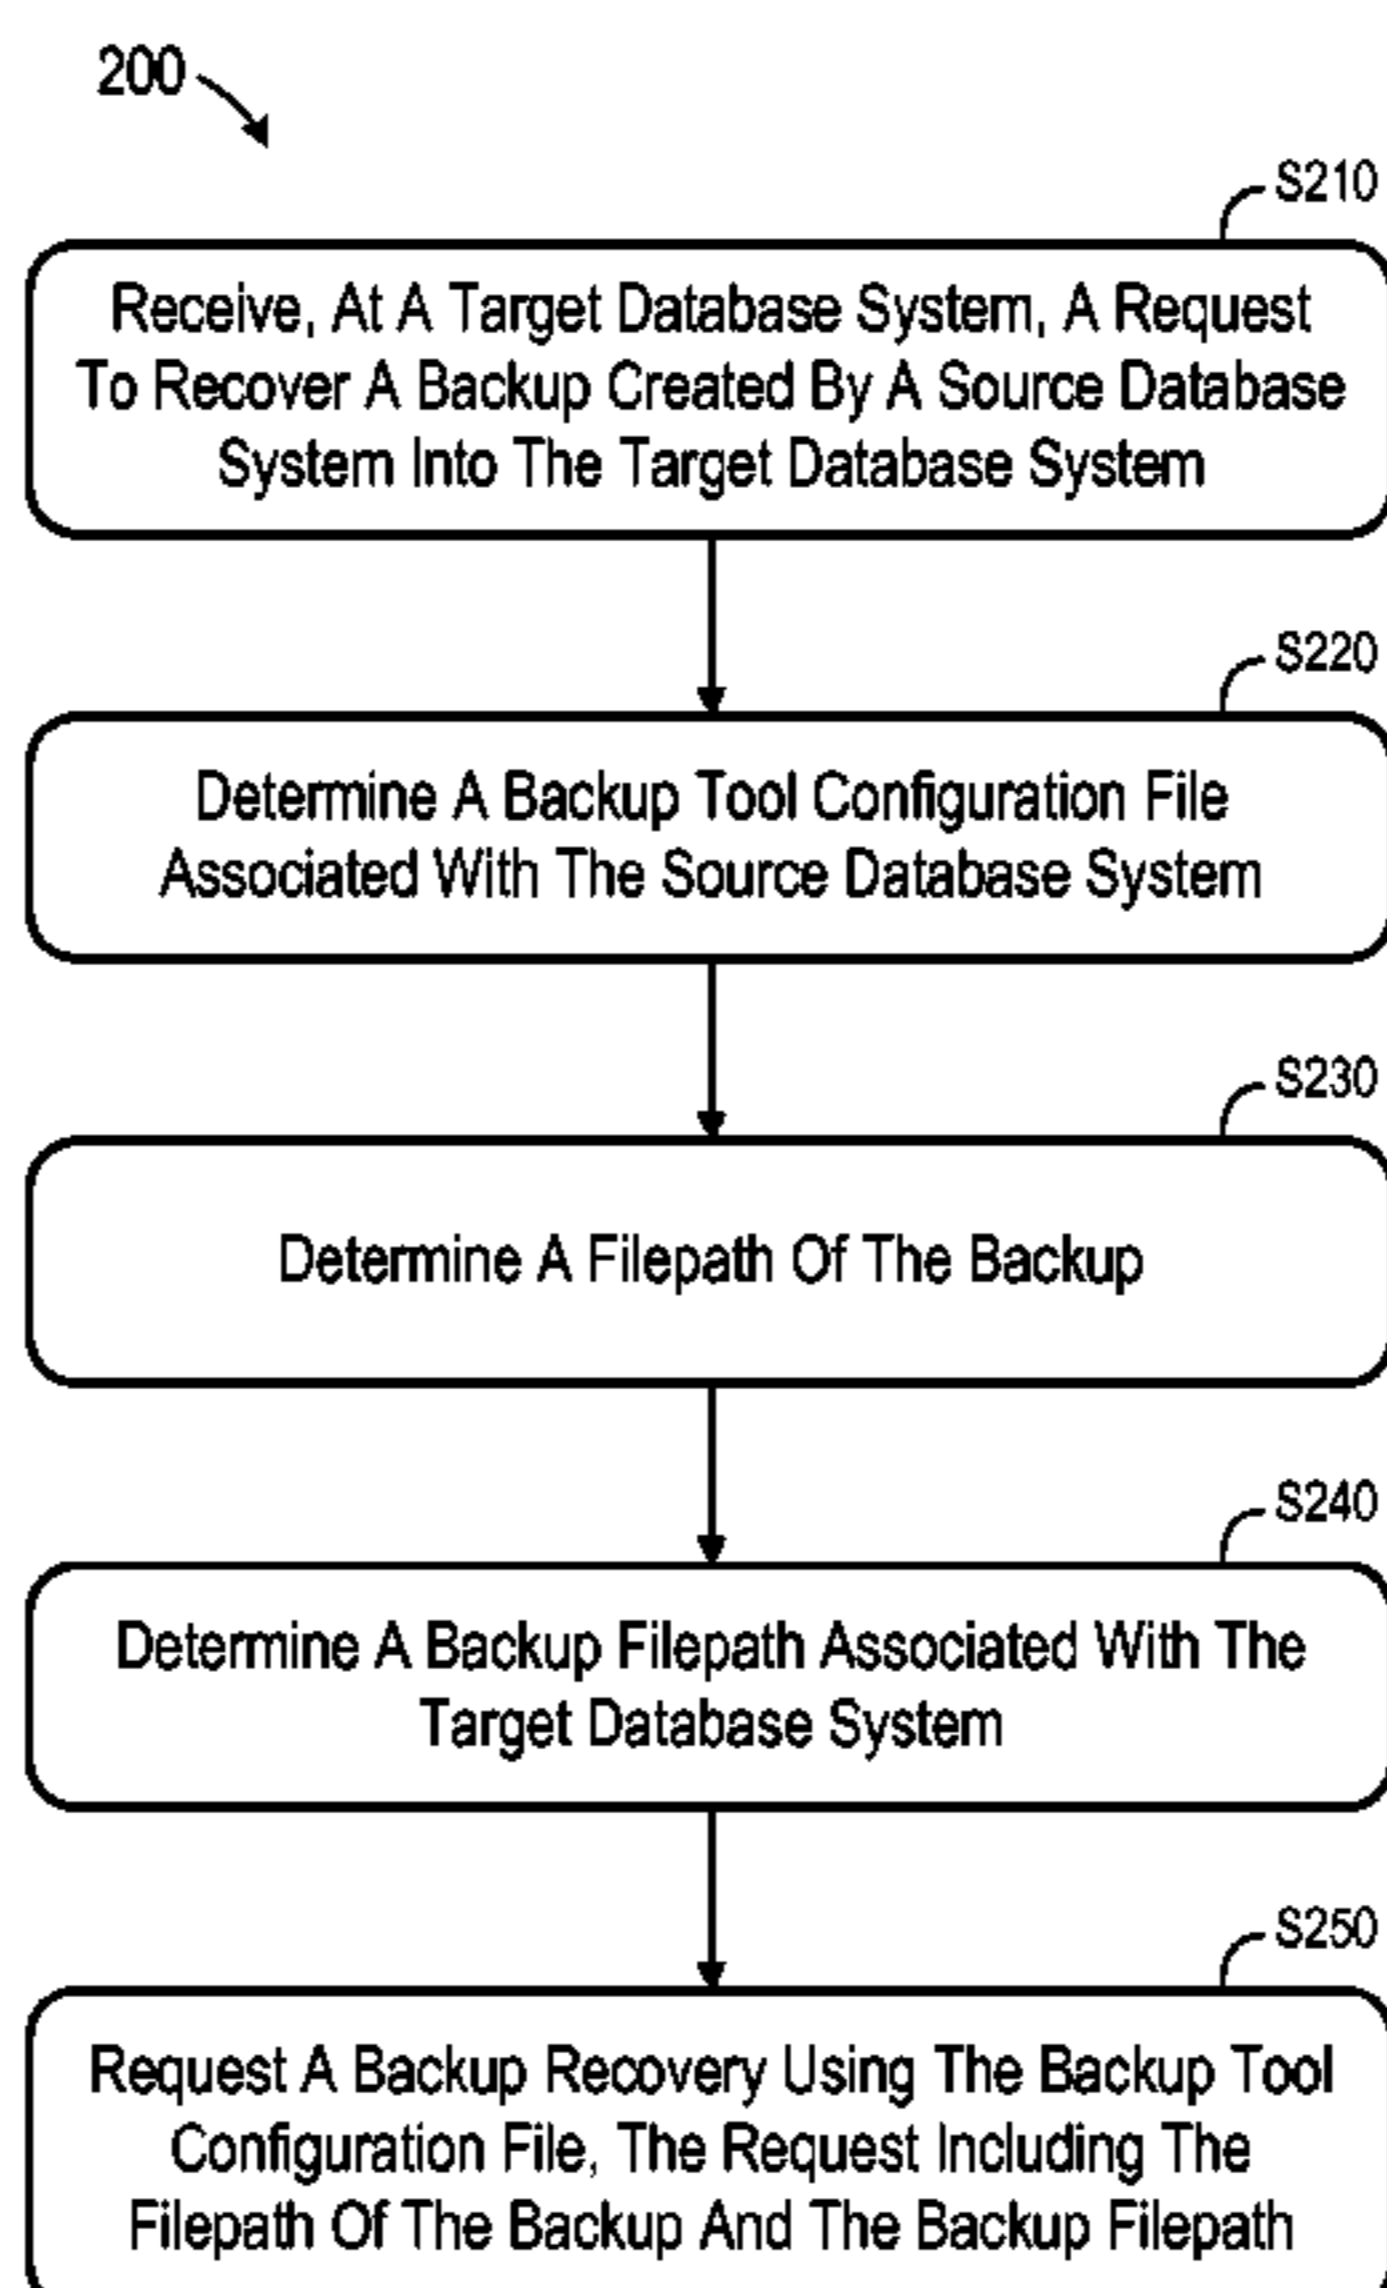 200
S210
Receive, At A Target Database System, A Request
To Recover A Backup Created By A Source Database
System Into The Target Database System
S220
Determine A Backup Tool Configuration File
Associated With The Source Database System
S230
Determine A Filepath Of The Backup
S240
Determine A Backup Filepath Associated With The
Target Database System
S250
Request A Backup Recovery Using The Backup Tool
Configuration File, The Request Including The
Filepath Of The Backup And The Backup Filepath